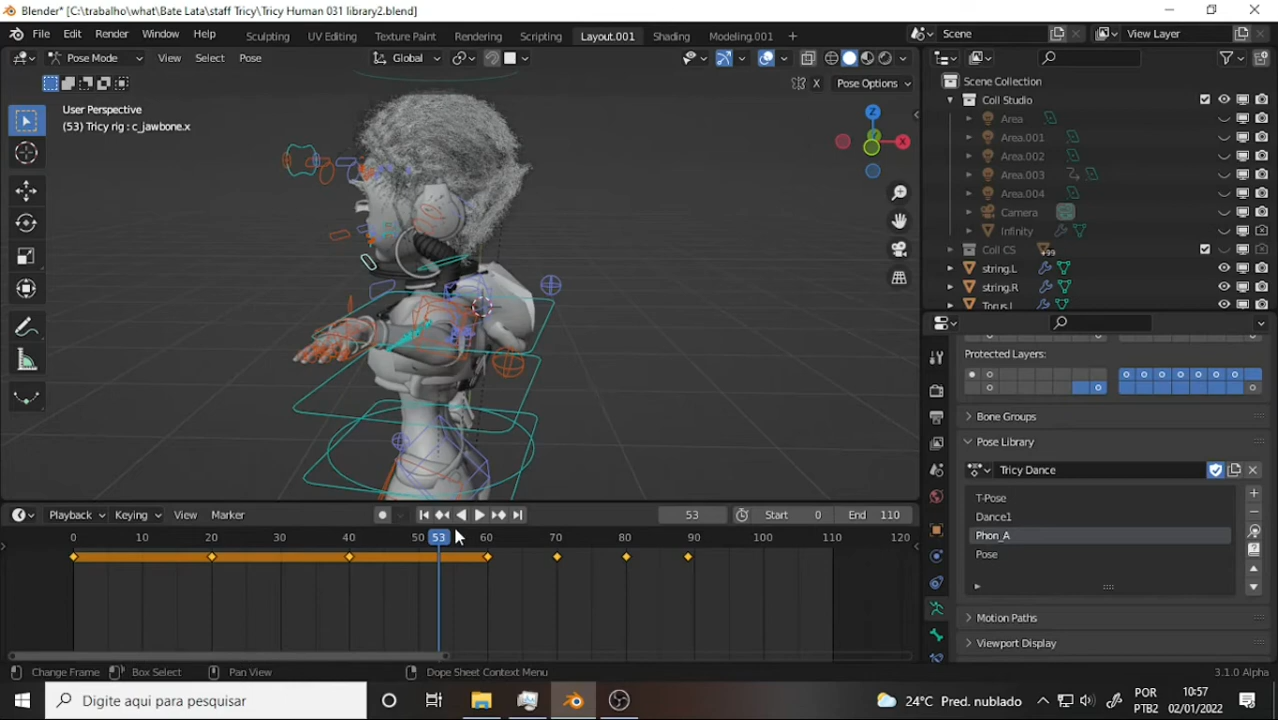 Blender* [C:\trabalho\what\Bate Lata\staff Tricy\Tricy Human 031 library2.blend]
File Edit Render Window Help Sculpting UV Editing Texture Paint Rendering Scripting Layout.001 Shading Modeling.001 Scene View Layer
Pose Mode View Select Pose Global
X Pose Options
User Perspective
(53) Tricy rig : c_jawbone.x
Z
X
Scene Collection
Coll Studio
Area
Area.001
Area.002
Area.003
Area.004
Camera
Infinity
Coll CS +99
string.L
string.R
Torus.L
Protected Layers:
Bone Groups
Pose Library
Tricy Dance
T-Pose
Dance1
Phon_A
Pose
Motion Paths
Viewport Display
Playback Keying View Marker 53 Start 0 End 110
0 10 20 30 40 50 53 60 70 80 90 100 110 120
Change Frame Box Select Pan View Dope Sheet Context Menu 3.1.0 Alpha
Digite aqui para pesquisar 24°C Pred. nublado POR PTB2 10:57 02/01/2022